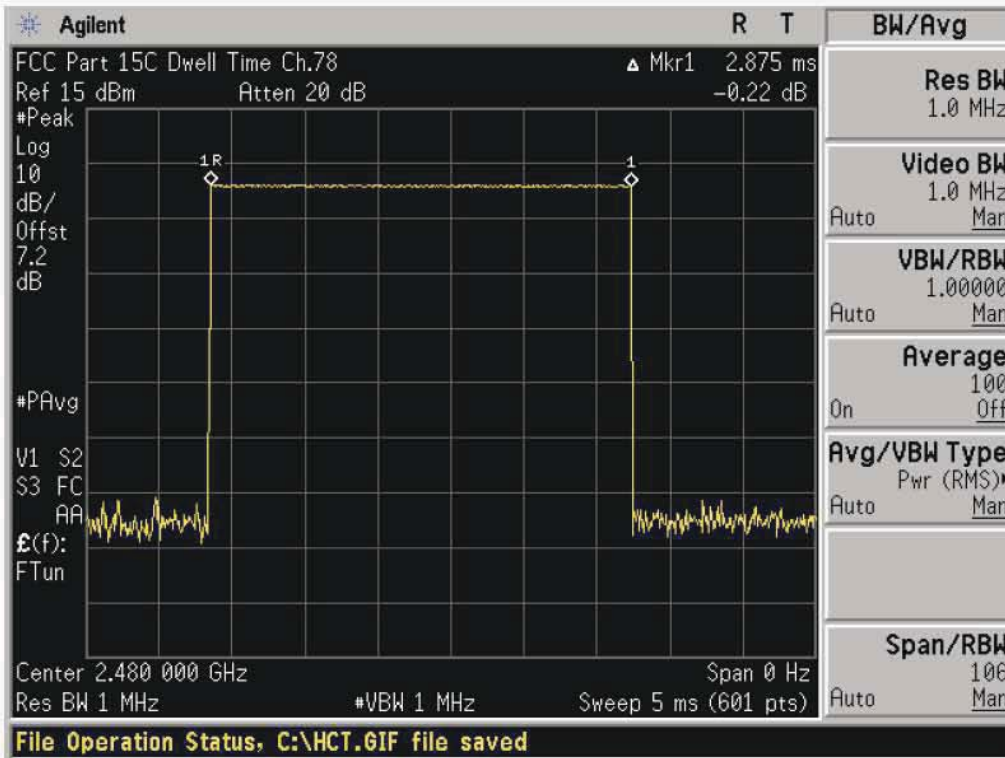 Agilent R T
FCC Part 15C Dwell Time Ch.78
Δ Mkr1 2.875 ms
Ref 15 dBm Atten 20 dB -0.22 dB
#Peak
Log
10
dB/
Offst
7.2
dB
1R
1
#PAvg
V1 S2
S3 FC
AA
£(f):
FTun
Center 2.480 000 GHz Span 0 Hz
Res BW 1 MHz #VBW 1 MHz Sweep 5 ms (601 pts)
File Operation Status, C:\HCT.GIF file saved
BW/Avg
Res BW
1.0 MHz
Video BW
1.0 MHz
Auto Man
VBW/RBW
1.00000
Auto Man
Average
100
On Off
Avg/VBW Type
Pwr (RMS)
Auto Man
Span/RBW
106
Auto Man